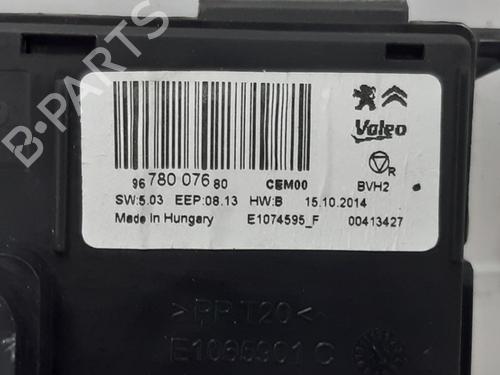 Valeo
R
96 780 076 80 CEM00 BVH2
SW:5.03 EEP:08.13 HW:B 15.10.2014
Made in Hungary E1074595_F 00413427
>PP.T20<
E1065901 C